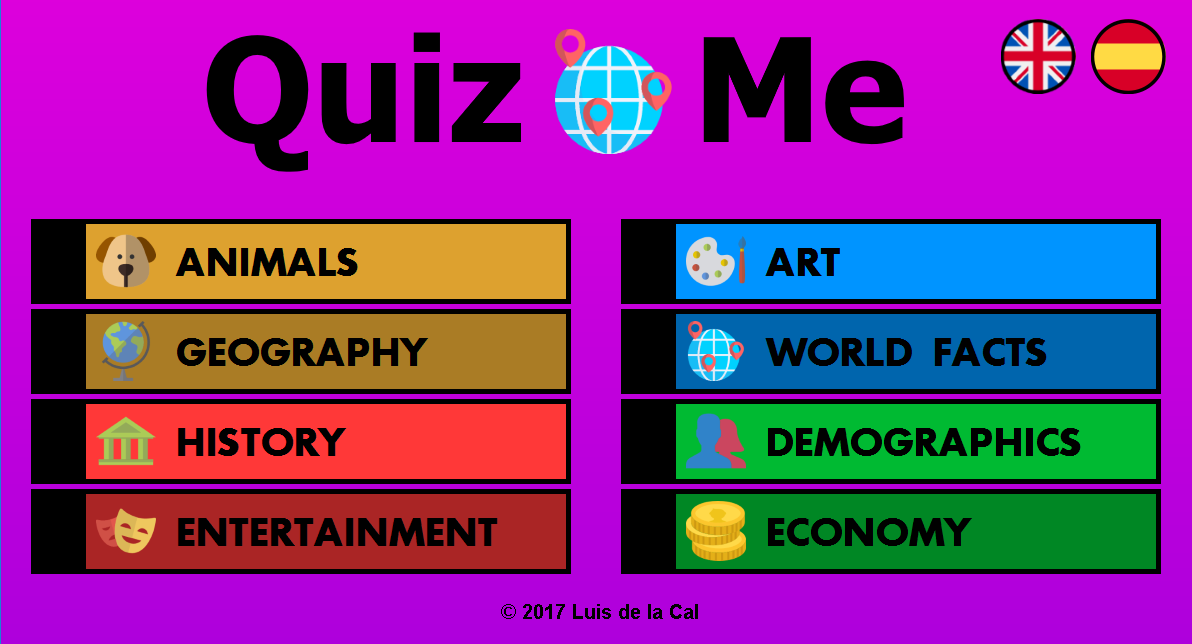 Quiz Me
ANIMALS
GEOGRAPHY
HISTORY
ENTERTAINMENT
ART
WORLD FACTS
DEMOGRAPHICS
ECONOMY
© 2017 Luis de la Cal